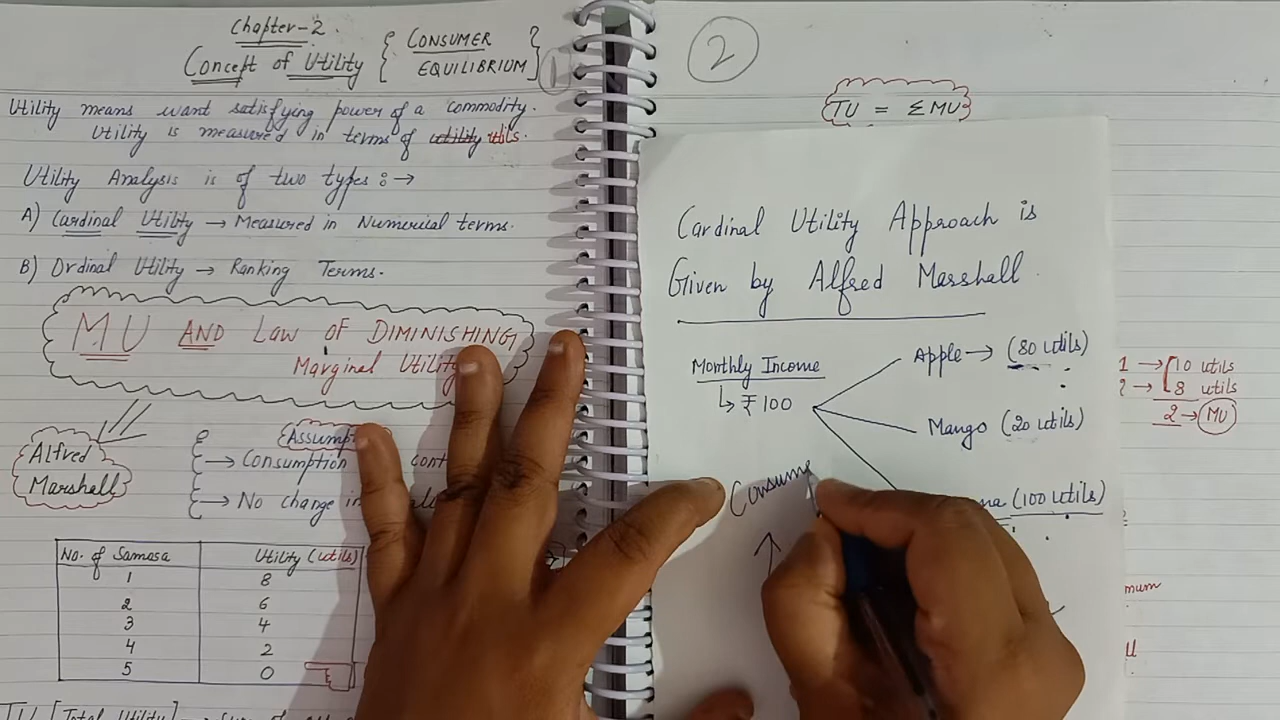 Chapter-2.
Concept of Utility { CONSUMER
EQUILIBRIUM }
1
Utility means want satisfying power of a commodity.
Utility is measured in terms of utils.
Utility Analysis is of two types :→
A) Cardinal Utility → Measured in Numerical terms.
B) Ordinal Utility → Ranking Terms.
MU AND LAW OF DIMINISHING
Marginal Utility
Alfred
Marshall
→ Consumption
→ No change in
No. of Samosa Utility (utils)
1 8
2 6
3 4
4 2
5 0
TU [Total Utility] →
2
TU = ΣMU
Cardinal Utility Approach is
Given by Alfred Marshall.
Monthly Income
↳ ₹100
Apple → (80 utils)
Mango (20 utils)
(100 utils)
1 → 10 utils
8 utils
2 → MU